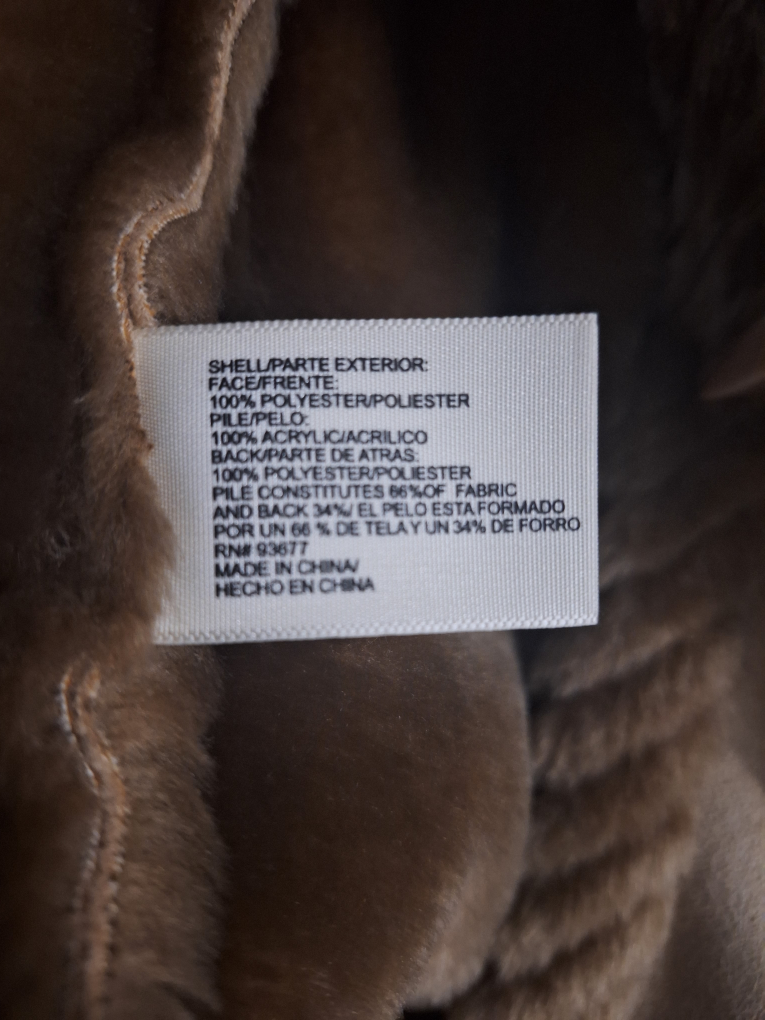 SHELL/PARTE EXTERIOR:
FACE/FRENTE:
100% POLYESTER/POLIESTER
PILE/PELO:
100% ACRYLIC/ACRILICO
BACK/PARTE DE ATRAS:
100% POLYESTER/POLIESTER
PILE CONSTITUTES 66%OF FABRIC
AND BACK 34%/ EL PELO ESTA FORMADO
POR UN 66 % DE TELA Y UN 34% DE FORRO
RN# 93677
MADE IN CHINA/
HECHO EN CHINA